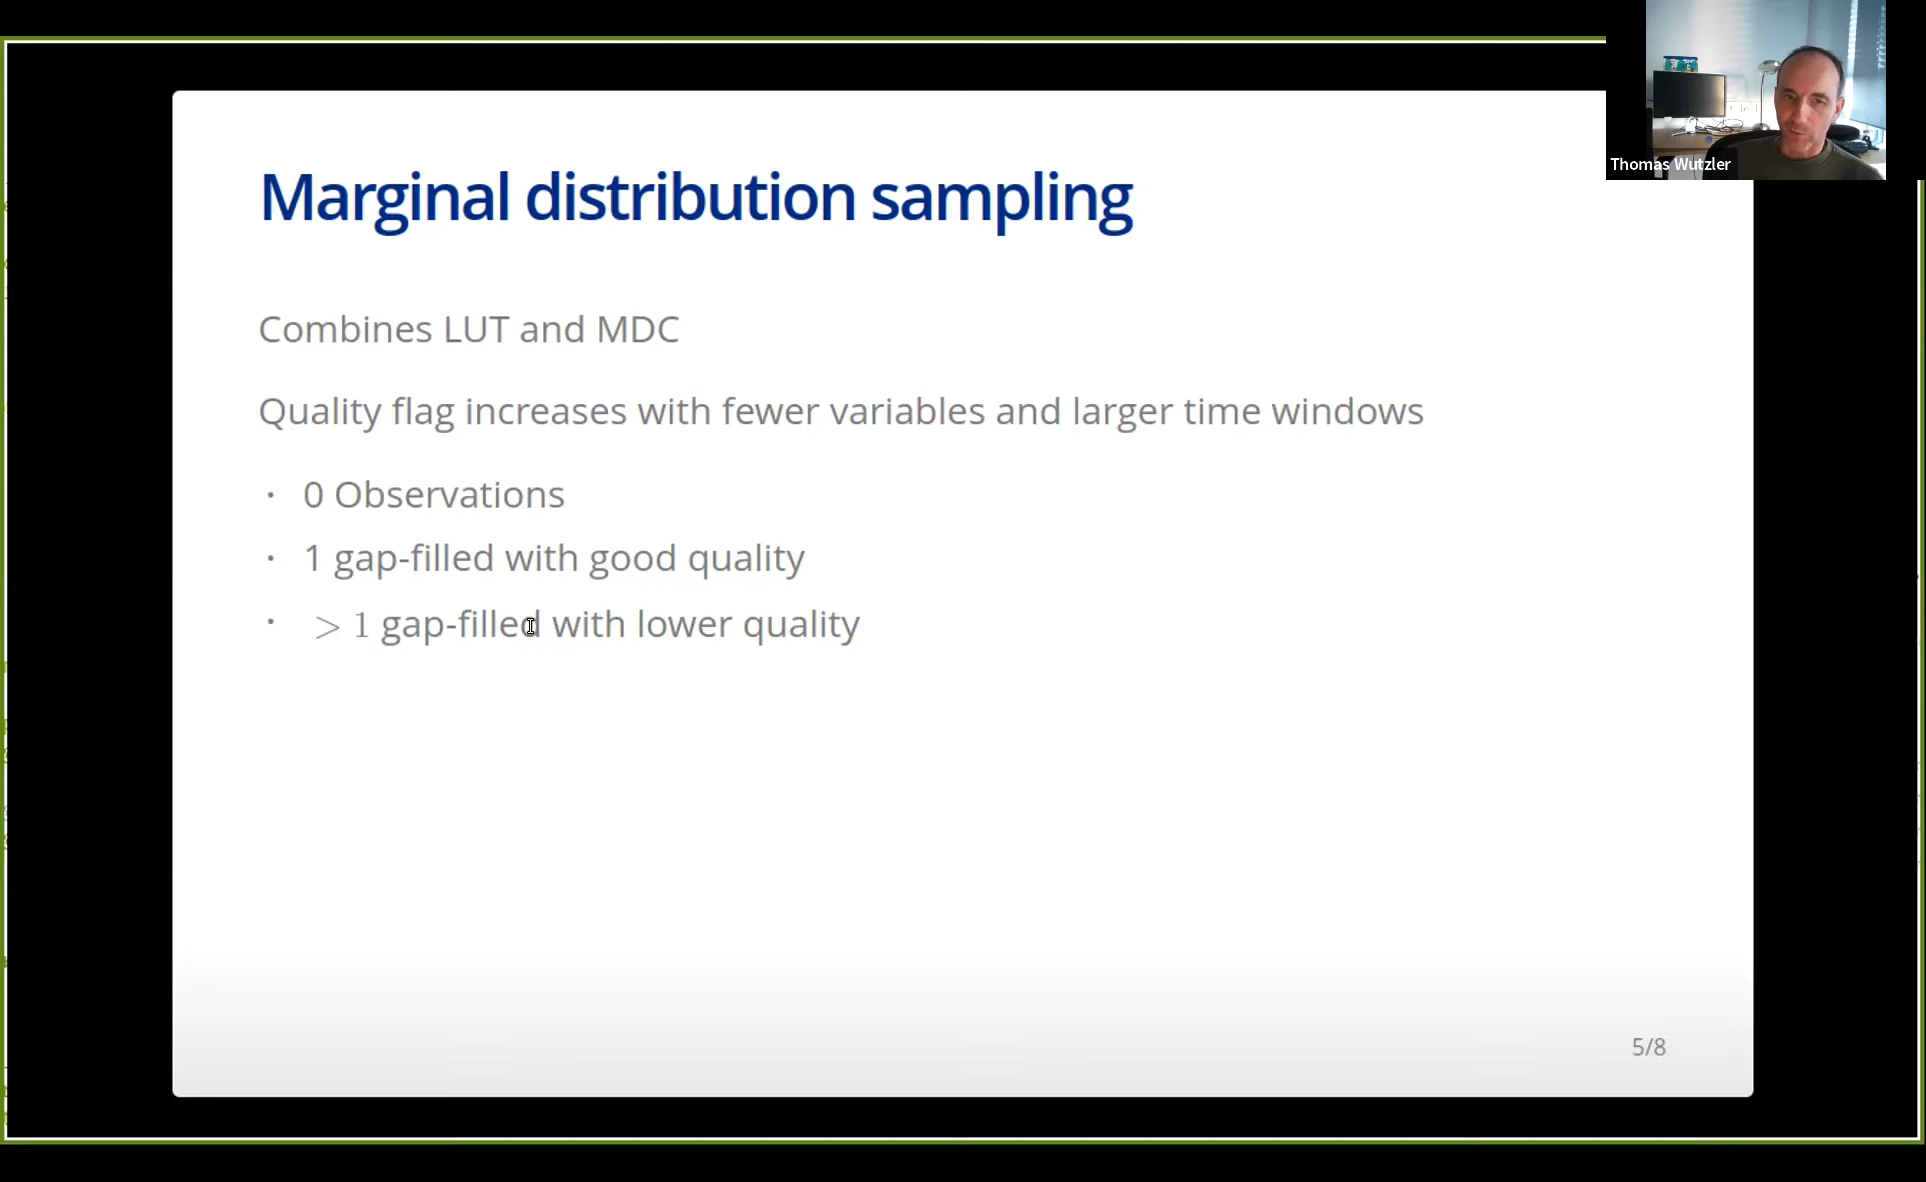 Thomas Wutzler
Marginal distribution sampling
Combines LUT and MDC
Quality flag increases with fewer variables and larger time windows
· 0 Observations
· 1 gap-filled with good quality
· > 1 gap-filled with lower quality
5/8